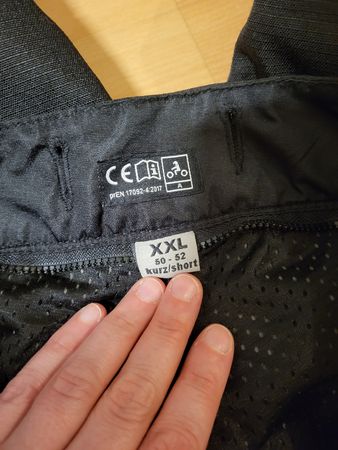 CE
A
prEN 17092-4:2017
XXL
50 - 52
kurz/short